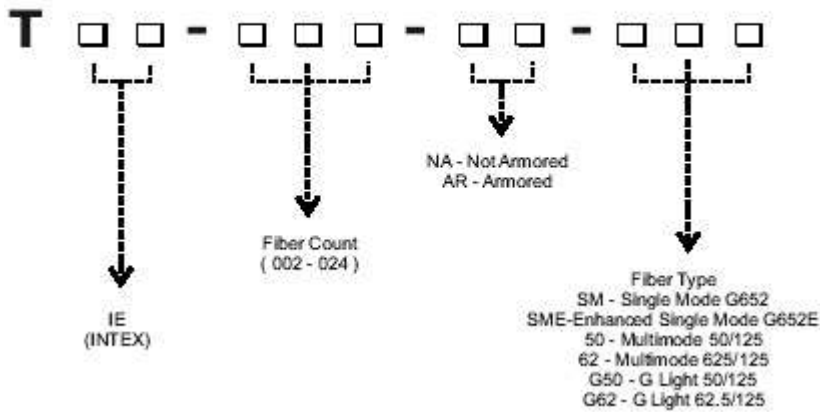 T □ □ - □ □ □ - □ □ - □ □ □
NA - Not Armored
AR - Armored
Fiber Count
( 002 - 024 )
IE
(INTEX)
Fiber Type
SM - Single Mode G652
SME-Enhanced Single Mode G652E
50 - Multimode 50/125
62 - Multimode 625/125
G50 - G Light 50/125
G62 - G Light 62.5/125